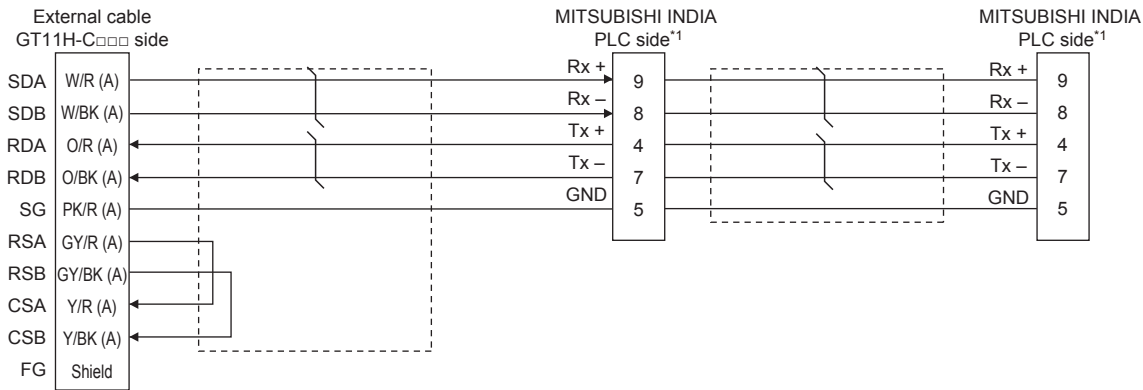 External cable
GT11H-C□□□ side
MITSUBISHI INDIA
PLC side*1
MITSUBISHI INDIA
PLC side*1
SDA W/R (A) Rx + 9 Rx + 9
SDB W/BK (A) Rx – 8 Rx – 8
RDA O/R (A) Tx + 4 Tx + 4
RDB O/BK (A) Tx – 7 Tx – 7
SG PK/R (A) GND 5 GND 5
RSA GY/R (A)
RSB GY/BK (A)
CSA Y/R (A)
CSB Y/BK (A)
FG Shield